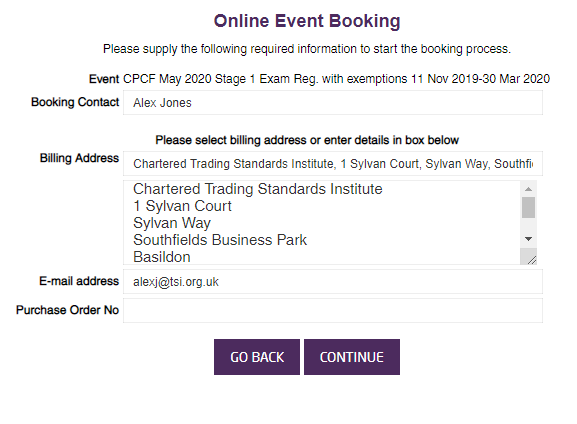 Online Event Booking
Please supply the following required information to start the booking process.
Event CPCF May 2020 Stage 1 Exam Reg. with exemptions 11 Nov 2019-30 Mar 2020
Booking Contact Alex Jones
Please select billing address or enter details in box below
Billing Address Chartered Trading Standards Institute, 1 Sylvan Court, Sylvan Way, Southfi
Chartered Trading Standards Institute
1 Sylvan Court
Sylvan Way
Southfields Business Park
Basildon
E-mail address alexj@tsi.org.uk
Purchase Order No
GO BACK CONTINUE